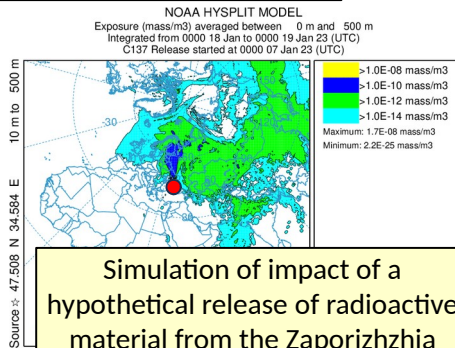 NOAA HYSPLIT MODEL
Exposure (mass/m3) averaged between 0 m and 500 m
Integrated from 0000 18 Jan to 0000 19 Jan 23 (UTC)
C137 Release started at 0000 07 Jan 23 (UTC)
Source ☆ 47.508 N 34.584 E 10 m to 500 m
-30
30
>1.0E-08 mass/m3
>1.0E-10 mass/m3
>1.0E-12 mass/m3
>1.0E-14 mass/m3
Maximum: 1.7E-08 mass/m3
Minimum: 2.2E-25 mass/m3
Simulation of impact of a
hypothetical release of radioactive
material from the Zaporizhzhia